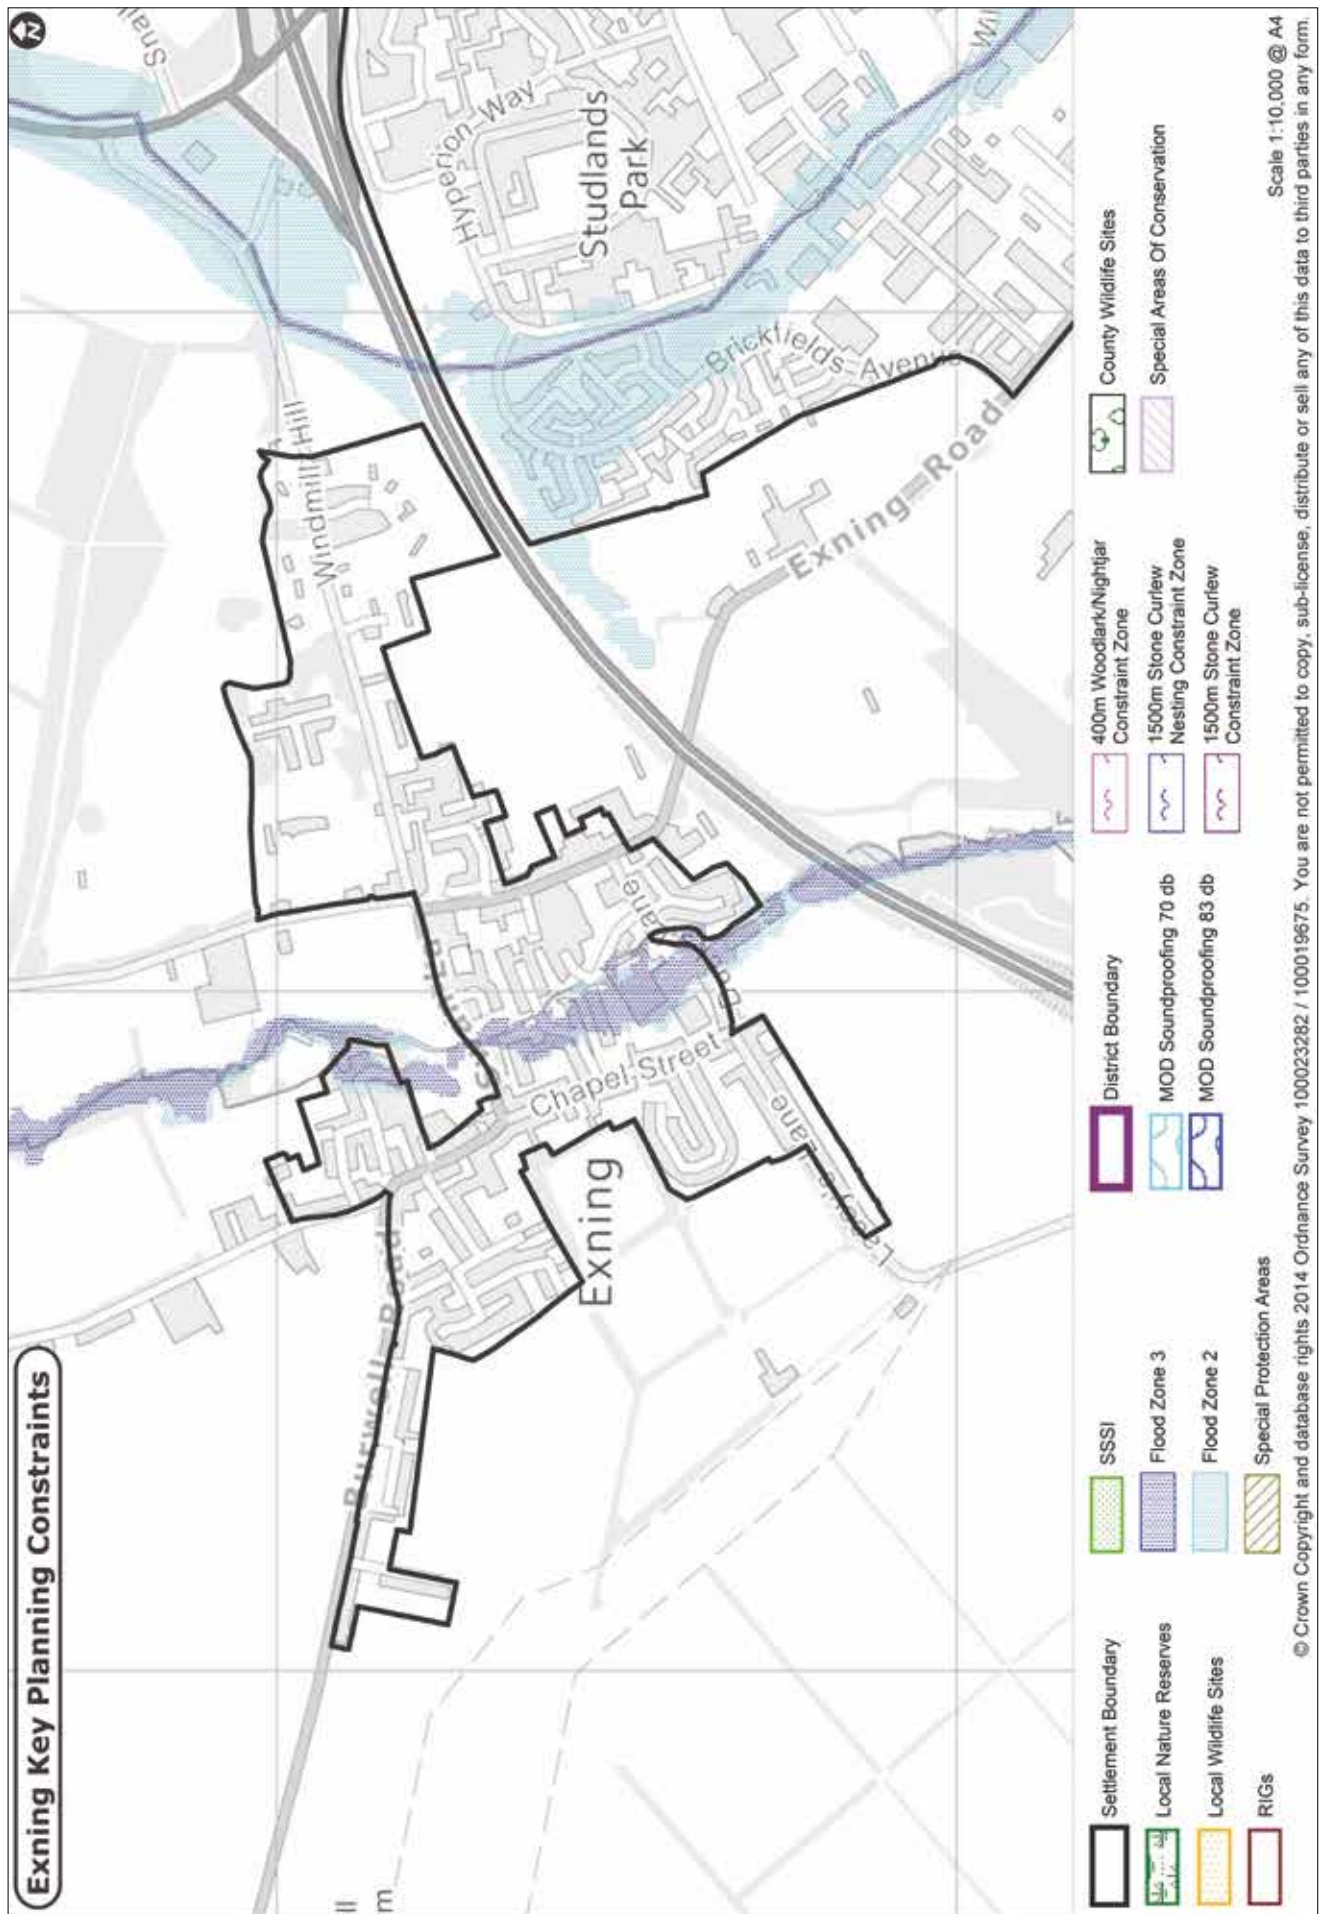 Exning Key Planning Constraints
N
Snail
Hyperion Way
Studlands
Park
Wil
Windmill Hill
Brickfields Avenue
Exning Road
Lane
Chapel Street
Exning
Lacey's Lane
Burwell Road
ll
m
Settlement Boundary
Local Nature Reserves
Local Wildlife Sites
RIGs
SSSI
Flood Zone 3
Flood Zone 2
Special Protection Areas
District Boundary
MOD Soundproofing 70 db
MOD Soundproofing 83 db
400m Woodlark/Nightjar
Constraint Zone
1500m Stone Curlew
Nesting Constraint Zone
1500m Stone Curlew
Constraint Zone
County Wildlife Sites
Special Areas Of Conservation
Scale 1:10,000 @ A4
© Crown Copyright and database rights 2014 Ordnance Survey 100023282 / 100019675. You are not permitted to copy, sub-license, distribute or sell any of this data to third parties in any form.